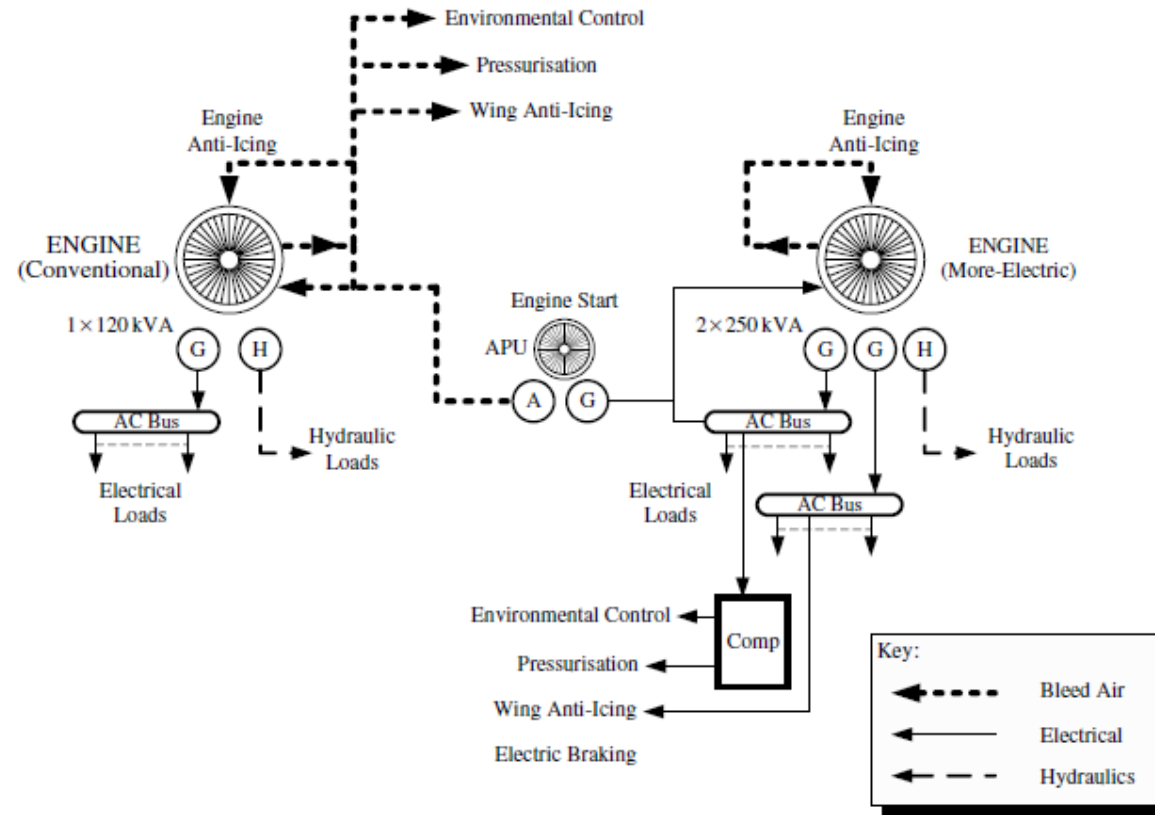 Environmental Control
Pressurisation
Wing Anti-Icing
Engine
Anti-Icing
Engine
Anti-Icing
ENGINE
(Conventional)
ENGINE
(More-Electric)
Engine Start
1 × 120 kVA
APU
2 × 250 kVA
G
H
G
G
H
A
G
AC Bus
AC Bus
Hydraulic
Loads
Hydraulic
Loads
Electrical
Loads
Electrical
Loads
AC Bus
Environmental Control
Comp
Pressurisation
Wing Anti-Icing
Electric Braking
Key:
Bleed Air
Electrical
Hydraulics